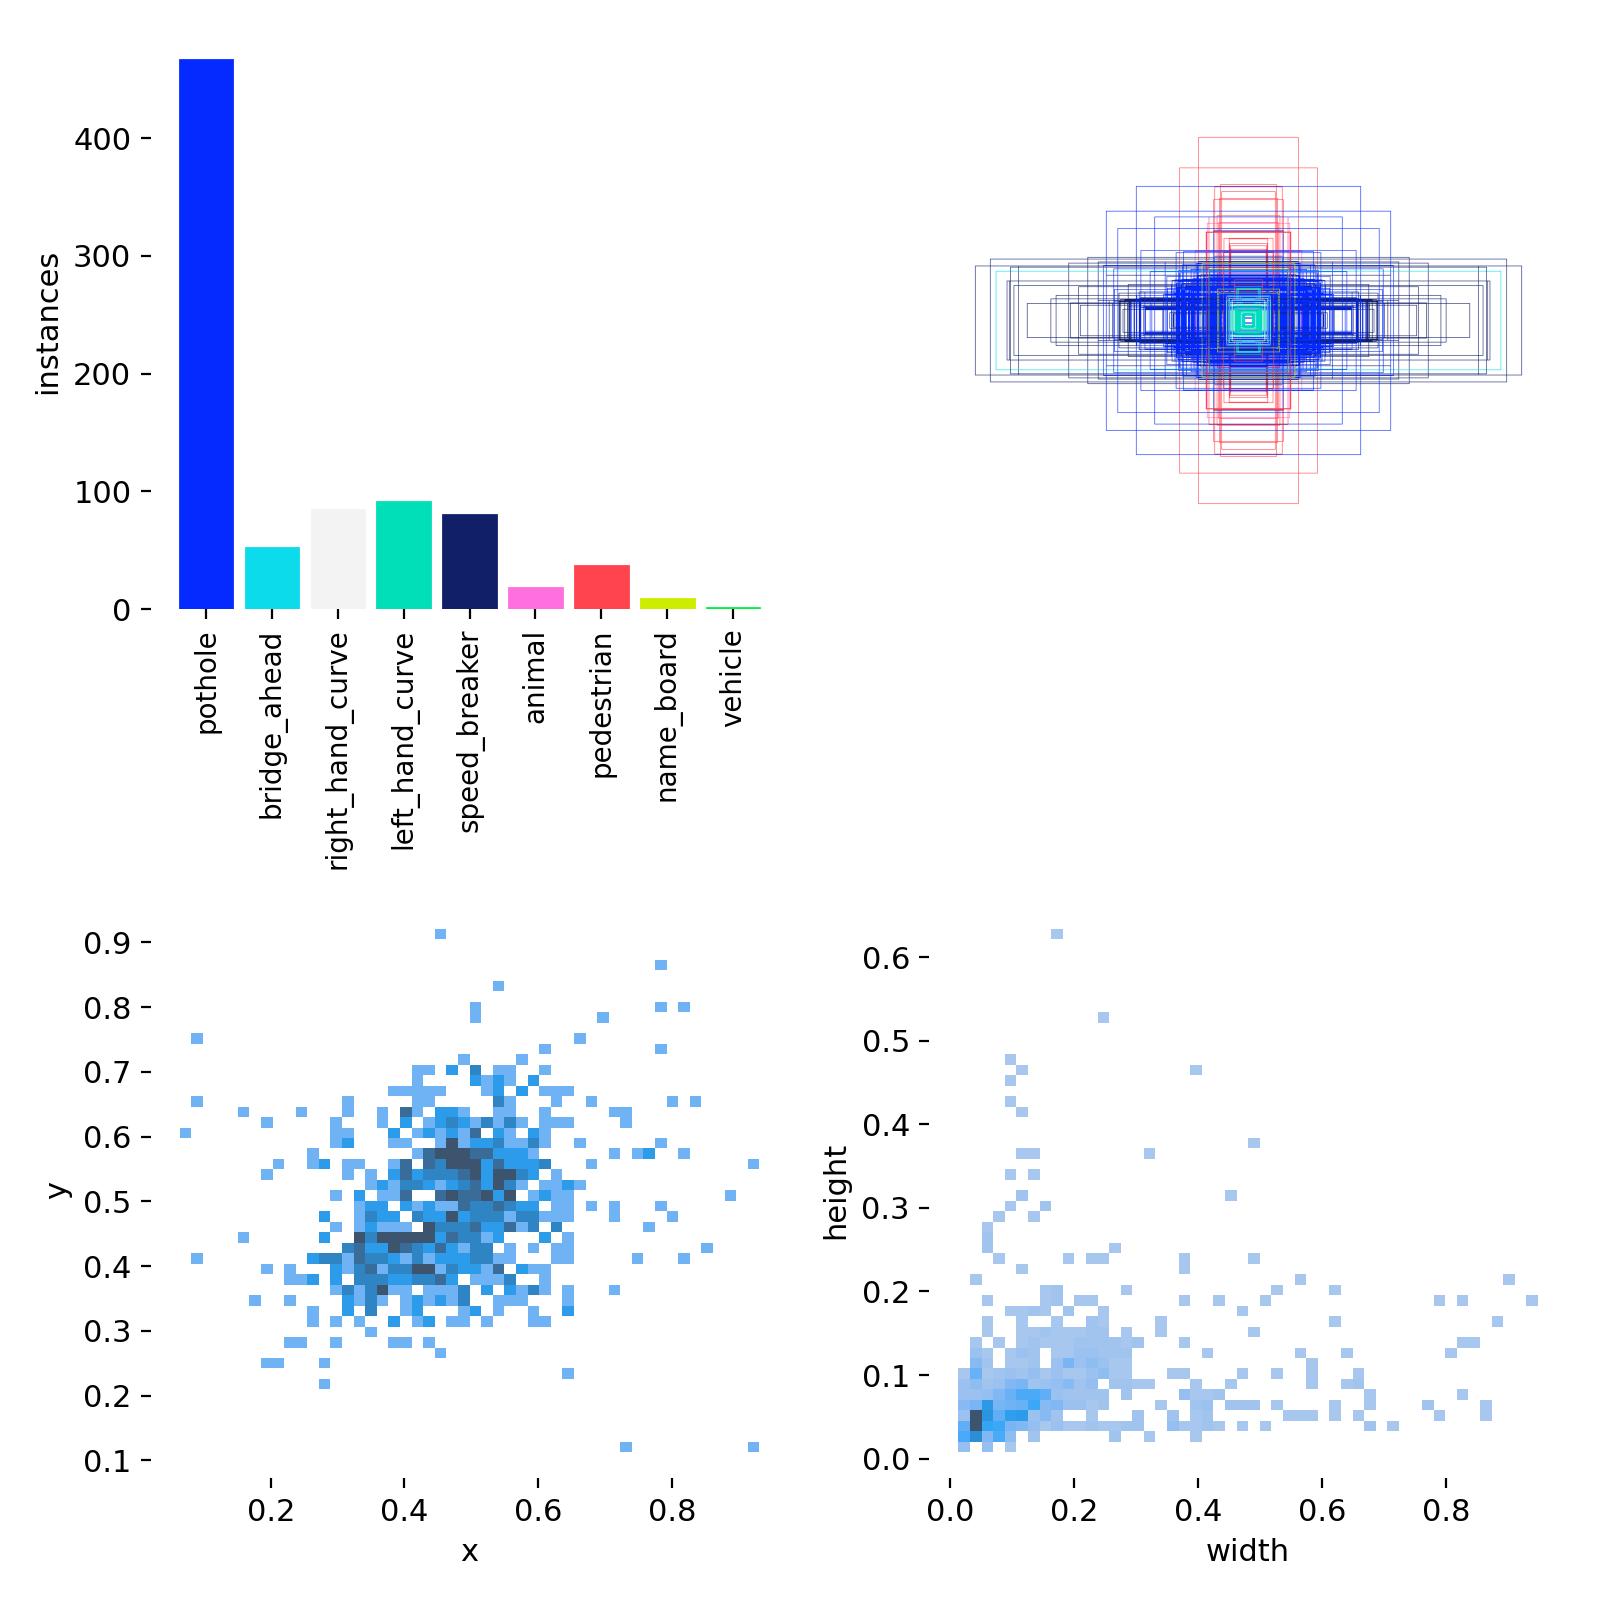 instances
400
300
200
100
0
pothole
bridge_ahead
right_hand_curve
left_hand_curve
speed_breaker
animal
pedestrian
name_board
vehicle
y
0.9
0.8
0.7
0.6
0.5
0.4
0.3
0.2
0.1
0.2 0.4 0.6 0.8
x
height
0.6
0.5
0.4
0.3
0.2
0.1
0.0
0.0 0.2 0.4 0.6 0.8
width